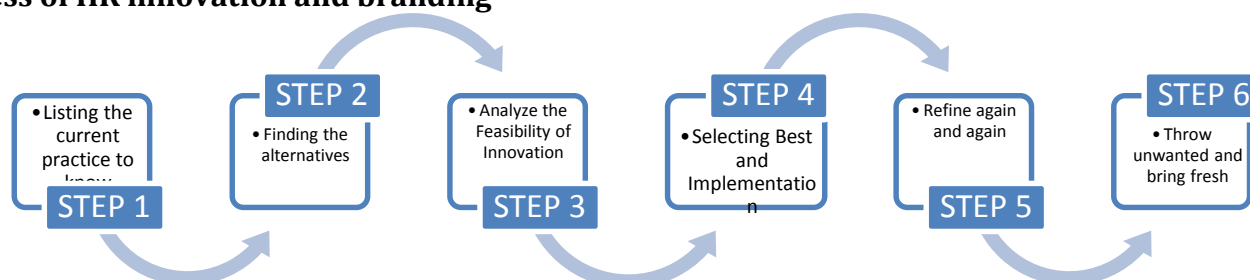 ess of HR innovation and branding
• Listing the
current
practice to
know
STEP 1
STEP 2
• Finding the
alternatives
• Analyze the
Feasibility of
Innovation
STEP 3
STEP 4
• Selecting Best
and
Implementatio
n
• Refine again
and again
STEP 5
STEP 6
• Throw
unwanted and
bring fresh